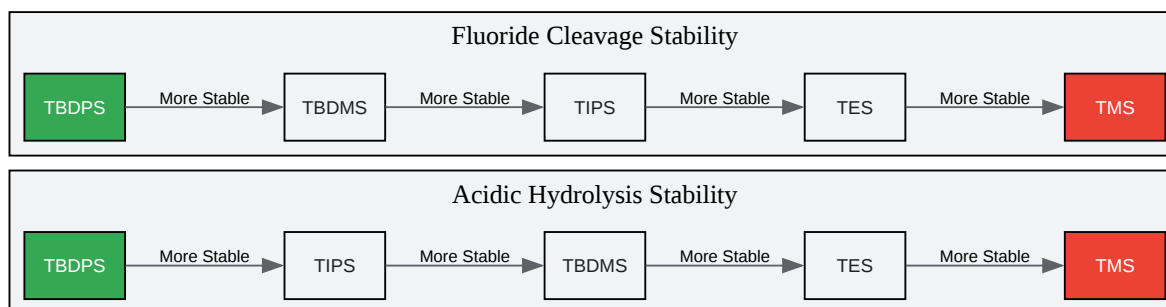 Fluoride Cleavage Stability
TBDPS More Stable TBDMS More Stable TIPS More Stable TES More Stable TMS
Acidic Hydrolysis Stability
TBDPS More Stable TIPS More Stable TBDMS More Stable TES More Stable TMS